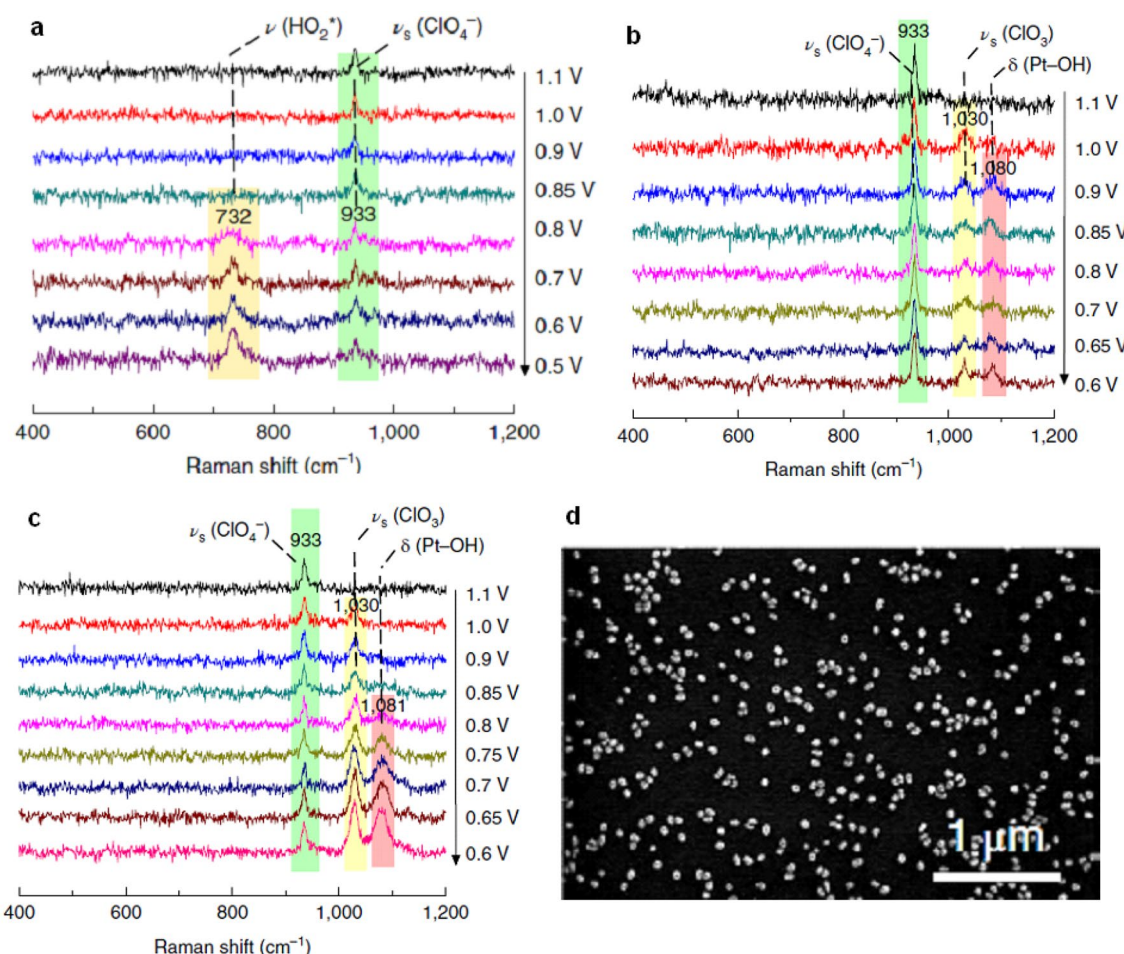 a
ν (HO₂*)
νₛ (ClO₄⁻)
1.1 V
1.0 V
0.9 V
0.85 V
732
933
0.8 V
0.7 V
0.6 V
0.5 V
400 600 800 1,000 1,200
Raman shift (cm⁻¹)
b
933
νₛ (ClO₄⁻)
νₛ (ClO₃)
δ (Pt–OH)
1.1 V
1,030
1.0 V
1,080
0.9 V
0.85 V
0.8 V
0.7 V
0.65 V
0.6 V
400 600 800 1,000 1,200
Raman shift (cm⁻¹)
c
νₛ (ClO₄⁻)
933
νₛ (ClO₃)
δ (Pt–OH)
1.1 V
1,030
1.0 V
0.9 V
0.85 V
1,081
0.8 V
0.75 V
0.7 V
0.65 V
0.6 V
400 600 800 1,000 1,200
Raman shift (cm⁻¹)
d
1 μm